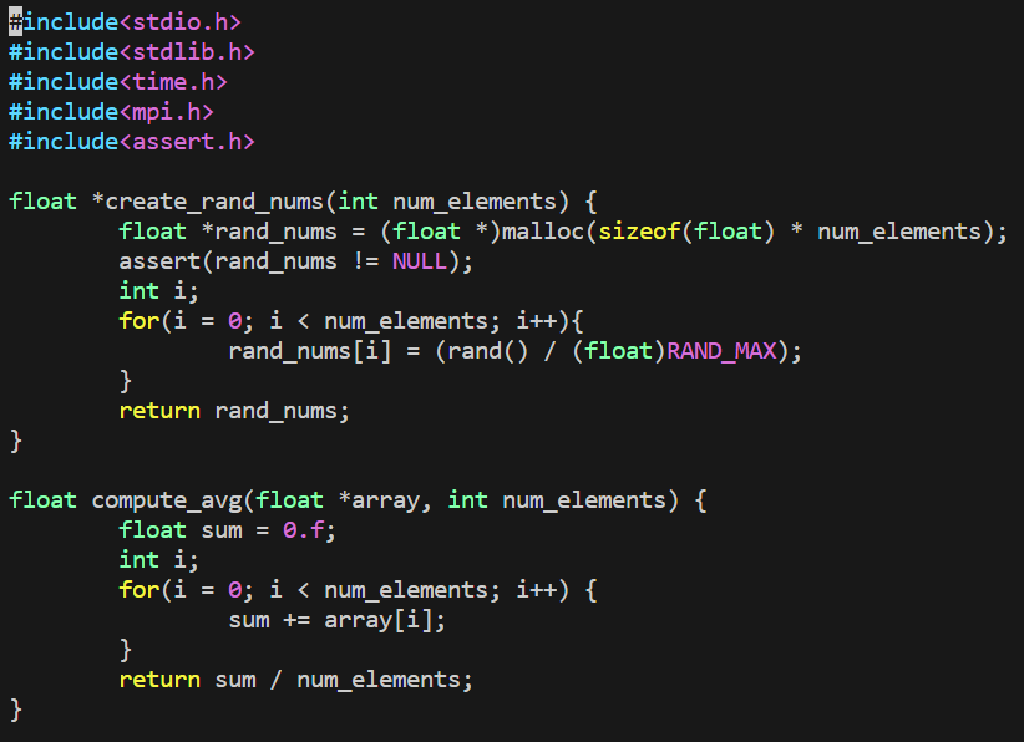 #include<stdio.h>
#include<stdlib.h>
#include<time.h>
#include<mpi.h>
#include<assert.h>

float *create_rand_nums(int num_elements) {
        float *rand_nums = (float *)malloc(sizeof(float) * num_elements);
        assert(rand_nums != NULL);
        int i;
        for(i = 0; i < num_elements; i++){
                rand_nums[i] = (rand() / (float)RAND_MAX);
        }
        return rand_nums;
}

float compute_avg(float *array, int num_elements) {
        float sum = 0.f;
        int i;
        for(i = 0; i < num_elements; i++) {
                sum += array[i];
        }
        return sum / num_elements;
}